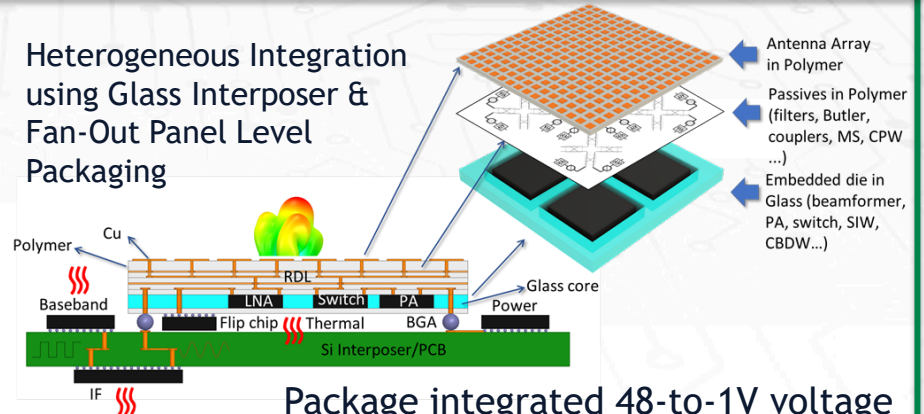 Heterogeneous Integration
using Glass Interposer &
Fan-Out Panel Level
Packaging
Antenna Array
in Polymer
Passives in Polymer
(filters, Butler,
couplers, MS, CPW
...)
Embedded die in
Glass (beamformer,
PA, switch, SIW,
CBDW...)
Polymer
Cu
RDL
Glass core
LNA
Switch
PA
Baseband
Power
Flip chip
Thermal
BGA
Si Interposer/PCB
IF
Package integrated 48-to-1V voltage